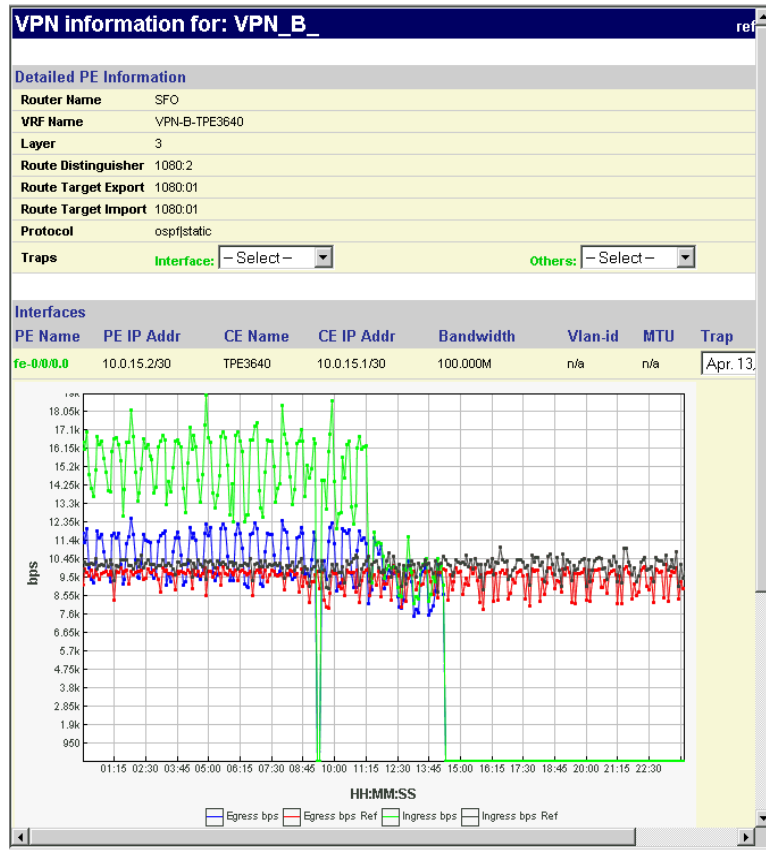 VPN information for: VPN_B_ ref
Detailed PE Information
Router Name SFO
VRF Name VPN-B-TPE3640
Layer 3
Route Distinguisher 1080:2
Route Target Export 1080:01
Route Target Import 1080:01
Protocol ospf|static
Traps Interface: -- Select -- Others: -- Select --
Interfaces
PE Name PE IP Addr CE Name CE IP Addr Bandwidth Vlan-id MTU Trap
fe-0/0/0.0 10.0.15.2/30 TPE3640 10.0.15.1/30 100.000M n/a n/a Apr. 13,
19k
18.05k
17.1k
16.15k
15.2k
14.25k
13.3k
12.35k
11.4k
10.45k
9.5k
8.55k
7.6k
6.65k
5.7k
4.75k
3.8k
2.85k
1.9k
950
bps
01:15 02:30 03:45 05:00 06:15 07:30 08:45 10:00 11:15 12:30 13:45 15:00 16:15 17:30 18:45 20:00 21:15 22:30
HH:MM:SS
Egress bps Egress bps Ref Ingress bps Ingress bps Ref